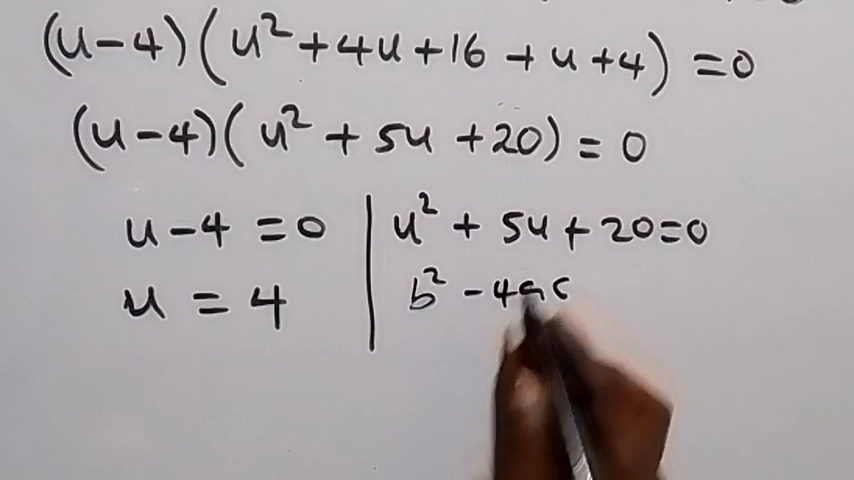 (u-4)(u²+4u+16+u+4)=0
(u-4)(u²+5u+20)=0
u-4=0 | u²+5u+20=0
u=4 | b²-4ac